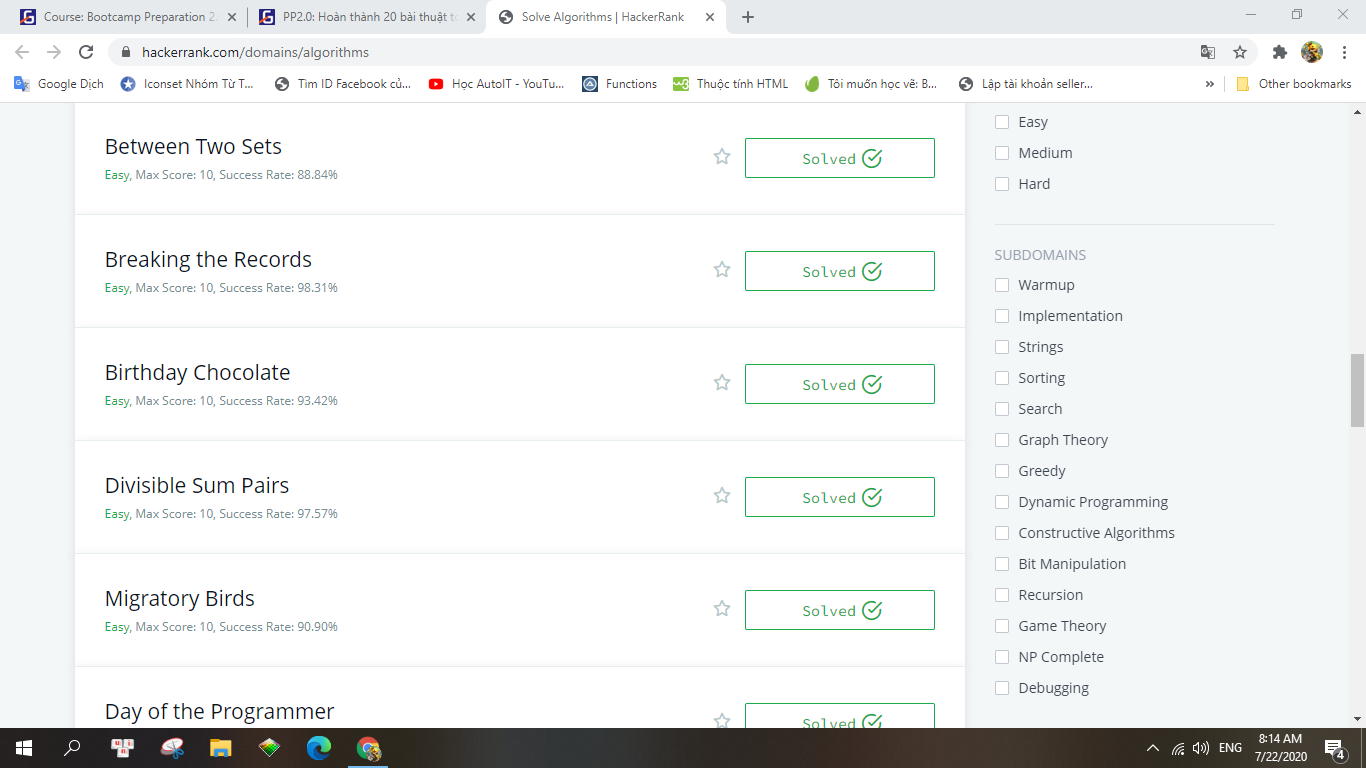 Course: Bootcamp Preparation 2.
PP2.0: Hoàn thành 20 bài thuật to
Solve Algorithms | HackerRank
hackerrank.com/domains/algorithms
Google Dịch
Iconset Nhóm Từ T...
Tìm ID Facebook củ...
Học AutoIT - YouTu...
Functions
Thuộc tính HTML
Tôi muốn học vẽ: B...
Lập tài khoản seller...
»
Other bookmarks
Between Two Sets
Easy, Max Score: 10, Success Rate: 88.84%
Solved
Breaking the Records
Easy, Max Score: 10, Success Rate: 98.31%
Solved
Birthday Chocolate
Easy, Max Score: 10, Success Rate: 93.42%
Solved
Divisible Sum Pairs
Easy, Max Score: 10, Success Rate: 97.57%
Solved
Migratory Birds
Easy, Max Score: 10, Success Rate: 90.90%
Solved
Day of the Programmer
Solved
Easy
Medium
Hard
SUBDOMAINS
Warmup
Implementation
Strings
Sorting
Search
Graph Theory
Greedy
Dynamic Programming
Constructive Algorithms
Bit Manipulation
Recursion
Game Theory
NP Complete
Debugging
ENG
8:14 AM
7/22/2020
4